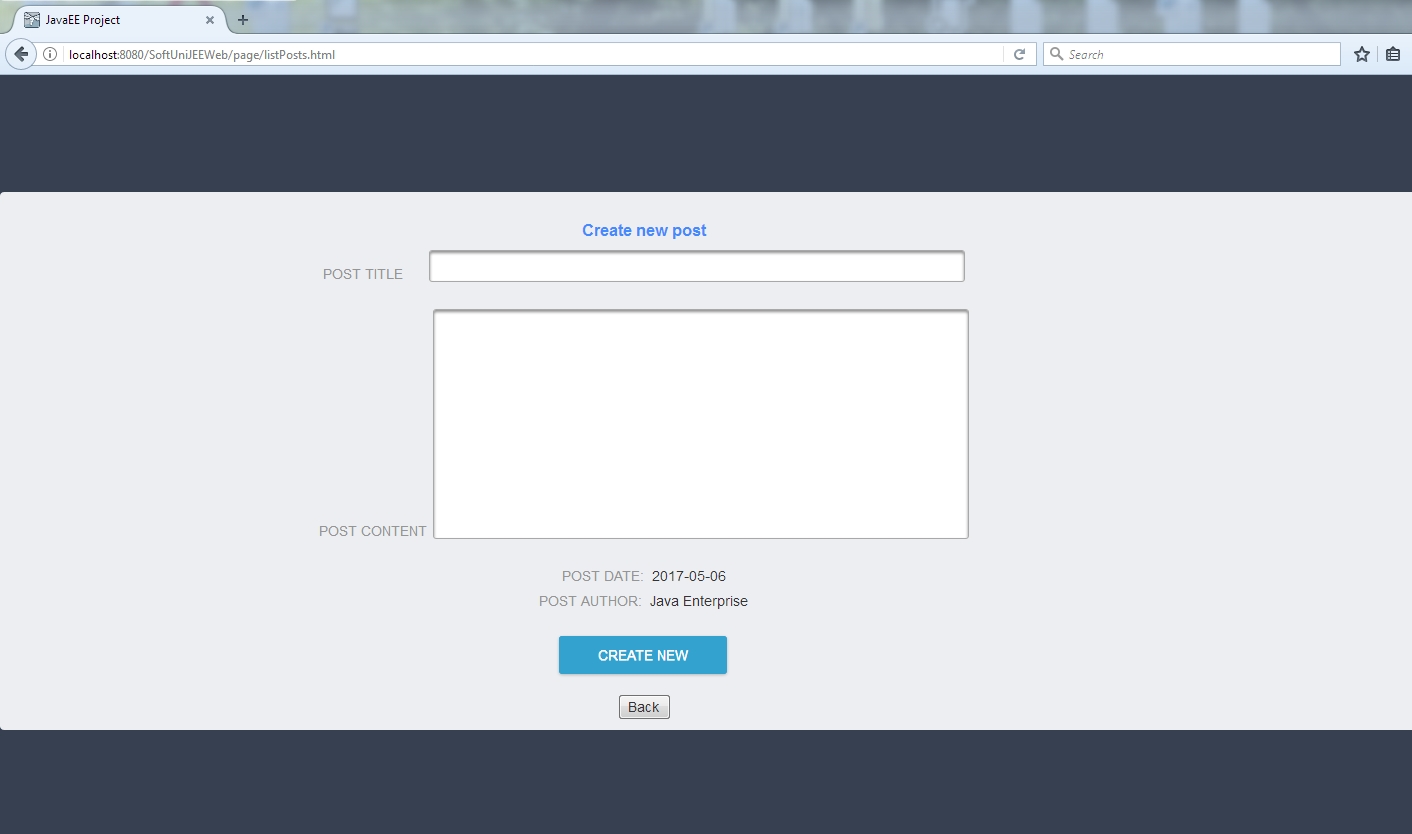 JavaEE Project
localhost:8080/SoftUniJEEWeb/page/listPosts.html
Search
Create new post
POST TITLE
POST CONTENT
POST DATE: 2017-05-06
POST AUTHOR: Java Enterprise
CREATE NEW
Back